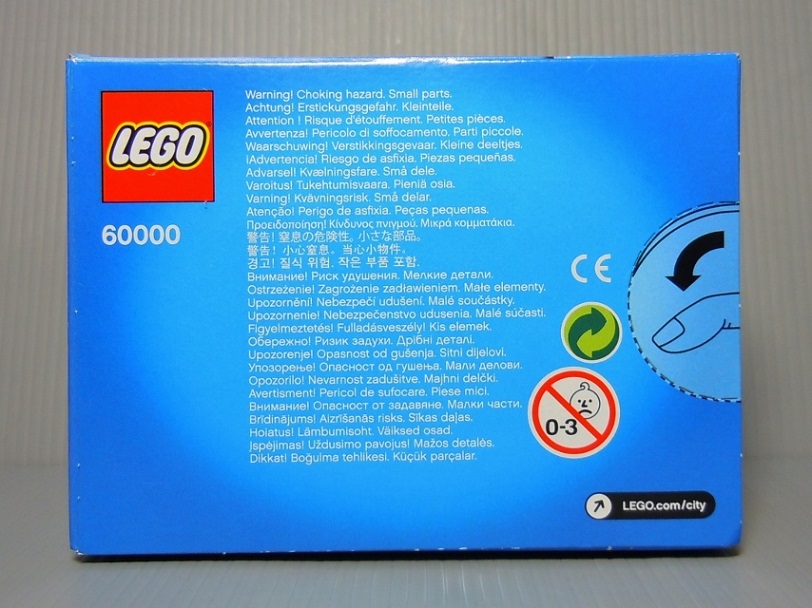 LEGO
60000
Warning! Choking hazard. Small parts.
Achtung! Erstickungsgefahr. Kleinteile.
Attention ! Risque d'étouffement. Petites pièces.
Avvertenza! Pericolo di soffocamento. Parti piccole.
Waarschuwing! Verstikkingsgevaar. Kleine deeltjes.
¡Advertencia! Riesgo de asfixia. Piezas pequeñas.
Advarsel! Kvælningsfare. Små dele.
Varoitus! Tukehtumisvaara. Pieniä osia.
Varning! Kvävningsrisk. Små delar.
Atenção! Perigo de asfixia. Peças pequenas.
Προειδοποίηση! Κίνδυνος πνιγμού. Μικρά κομματάκια.
警告! 窒息の危険性。小さな部品。
警告! 小心窒息，当心小物件。
경고! 질식 위험. 작은 부품 포함.
Внимание! Риск удушения. Мелкие детали.
Ostrzeżenie! Zagrożenie zadławieniem. Małe elementy.
Upozornění! Nebezpečí udušení. Malé součástky.
Upozornenie! Nebezpečenstvo udusenia. Malé súčasti.
Figyelmeztetés! Fulladásveszély! Kis elemek.
Обережно! Ризик задухи. Дрібні деталі.
Upozorenje! Opasnost od gušenja. Sitni dijelovi.
Упозорење! Опасност од гушења. Мали делови.
Opozorilo! Nevarnost zadušitve. Majhni delčki.
Avertisment! Pericol de sufocare. Piese mici.
Внимание! Опасност от задавяне. Малки части.
Brīdinājums! Aizrīšanās risks. Sīkas daļas.
Hoiatus! Lämbumisoht. Väiksed osad.
Įspėjimas! Uždusimo pavojus! Mažos detalės.
Dikkat! Boğulma tehlikesi. Küçük parçalar.
CE
0-3
LEGO.com/city